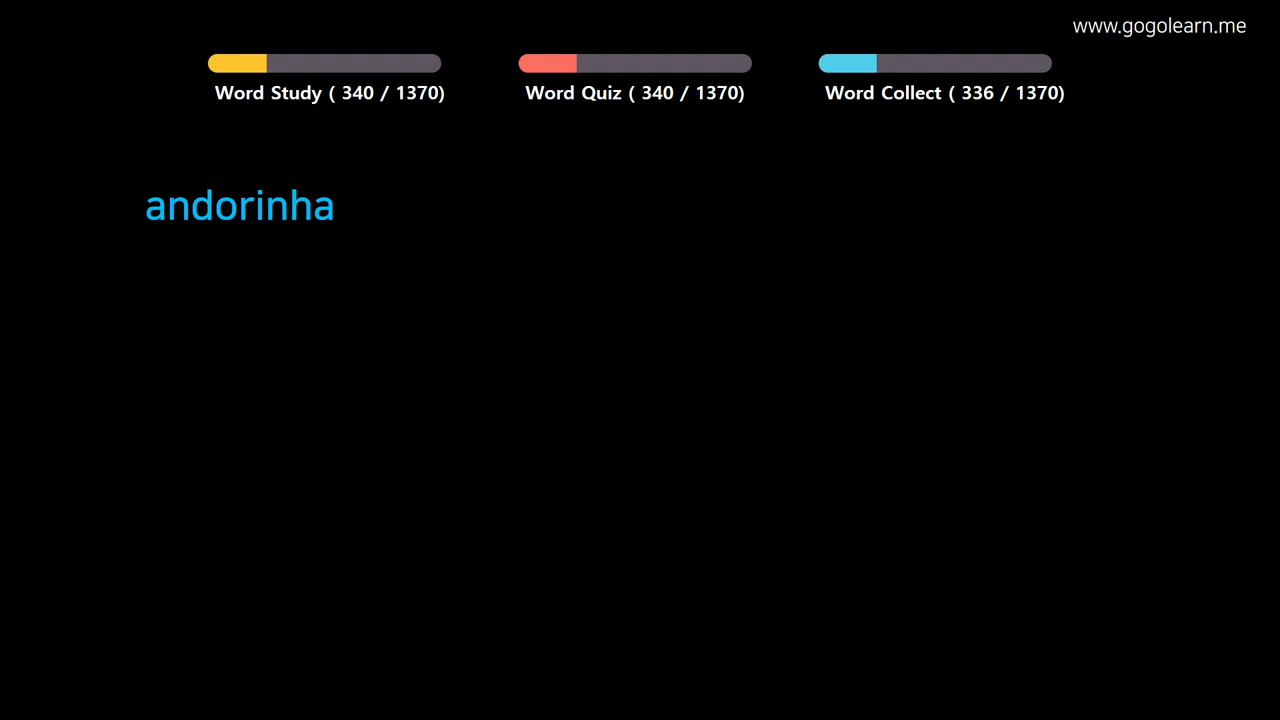 www.gogolearn.me
Word Study ( 340 / 1370)
Word Quiz ( 340 / 1370)
Word Collect ( 336 / 1370)
andorinha